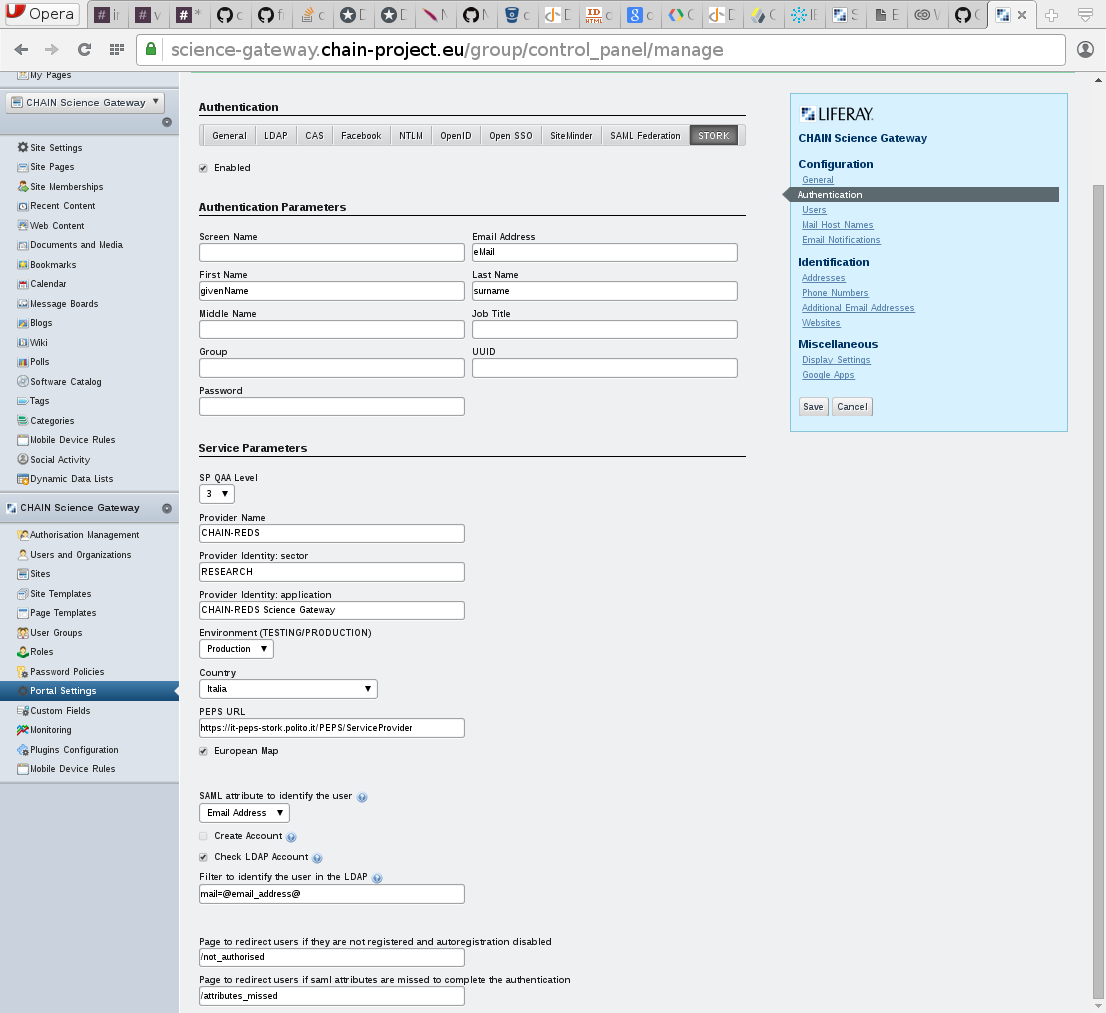 Opera
science-gateway.chain-project.eu/group/control_panel/manage
My Pages
CHAIN Science Gateway
Site Settings
Site Pages
Site Memberships
Recent Content
Web Content
Documents and Media
Bookmarks
Calendar
Message Boards
Blogs
Wiki
Polls
Software Catalog
Tags
Categories
Mobile Device Rules
Social Activity
Dynamic Data Lists
CHAIN Science Gateway
Authorisation Management
Users and Organizations
Sites
Site Templates
Page Templates
User Groups
Roles
Password Policies
Portal Settings
Custom Fields
Monitoring
Plugins Configuration
Mobile Device Rules
Authentication
General LDAP CAS Facebook NTLM OpenID Open SSO SiteMinder SAML Federation STORK
Enabled
Authentication Parameters
Screen Name Email Address
eMail
First Name Last Name
givenName surname
Middle Name Job Title
Group UUID
Password
Service Parameters
SP QAA Level
3
Provider Name
CHAIN-REDS
Provider Identity: sector
RESEARCH
Provider Identity: application
CHAIN-REDS Science Gateway
Environment (TESTING/PRODUCTION)
Production
Country
Italia
PEPS URL
https://it-peps-stork.polito.it/PEPS/ServiceProvider
European Map
SAML attribute to identify the user
Email Address
Create Account
Check LDAP Account
Filter to identify the user in the LDAP
mail=@email_address@
Page to redirect users if they are not registered and autoregistration disabled
/not_authorised
Page to redirect users if saml attributes are missed to complete the authentication
/attributes_missed
LIFERAY.
CHAIN Science Gateway
Configuration
General
Authentication
Users
Mail Host Names
Email Notifications
Identification
Addresses
Phone Numbers
Additional Email Addresses
Websites
Miscellaneous
Display Settings
Google Apps
Save Cancel